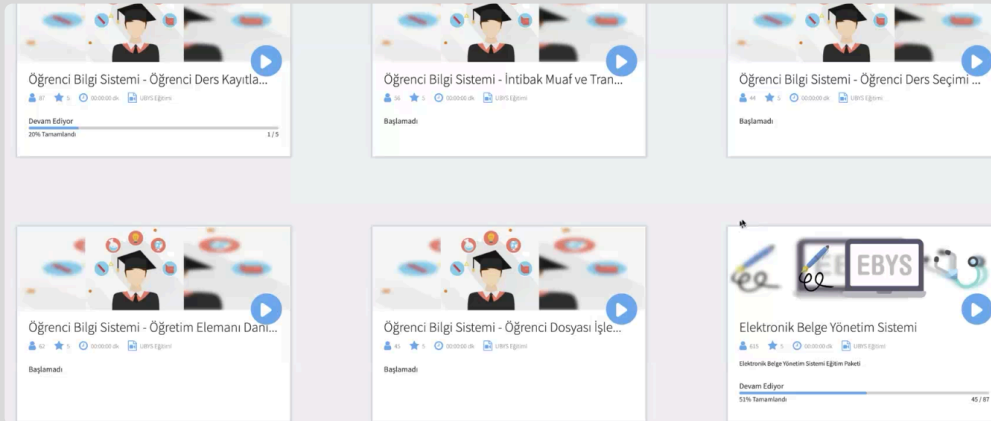 Öğrenci Bilgi Sistemi - Öğrenci Ders Kayıtla...
87 5 00:00:00 dk UBYS Eğitimi
Devam Ediyor
20% Tamamlandı 1 / 5
Öğrenci Bilgi Sistemi - İntibak Muaf ve Tran...
56 5 00:00:00 dk UBYS Eğitimi
Başlamadı
Öğrenci Bilgi Sistemi - Öğrenci Ders Seçimi ...
44 5 00:00:00 dk UBYS Eğitimi
Başlamadı
Öğrenci Bilgi Sistemi - Öğretim Elemanı Danı...
62 5 00:00:00 dk UBYS Eğitimi
Başlamadı
Öğrenci Bilgi Sistemi - Öğrenci Dosyası İşle...
41 5 00:00:00 dk UBYS Eğitimi
Başlamadı
EBYS
Elektronik Belge Yönetim Sistemi
615 5 00:00:00 dk UBYS Eğitimi
Elektronik Belge Yönetim Sistemi Eğitim Paketi
Devam Ediyor
51% Tamamlandı 45 / 87